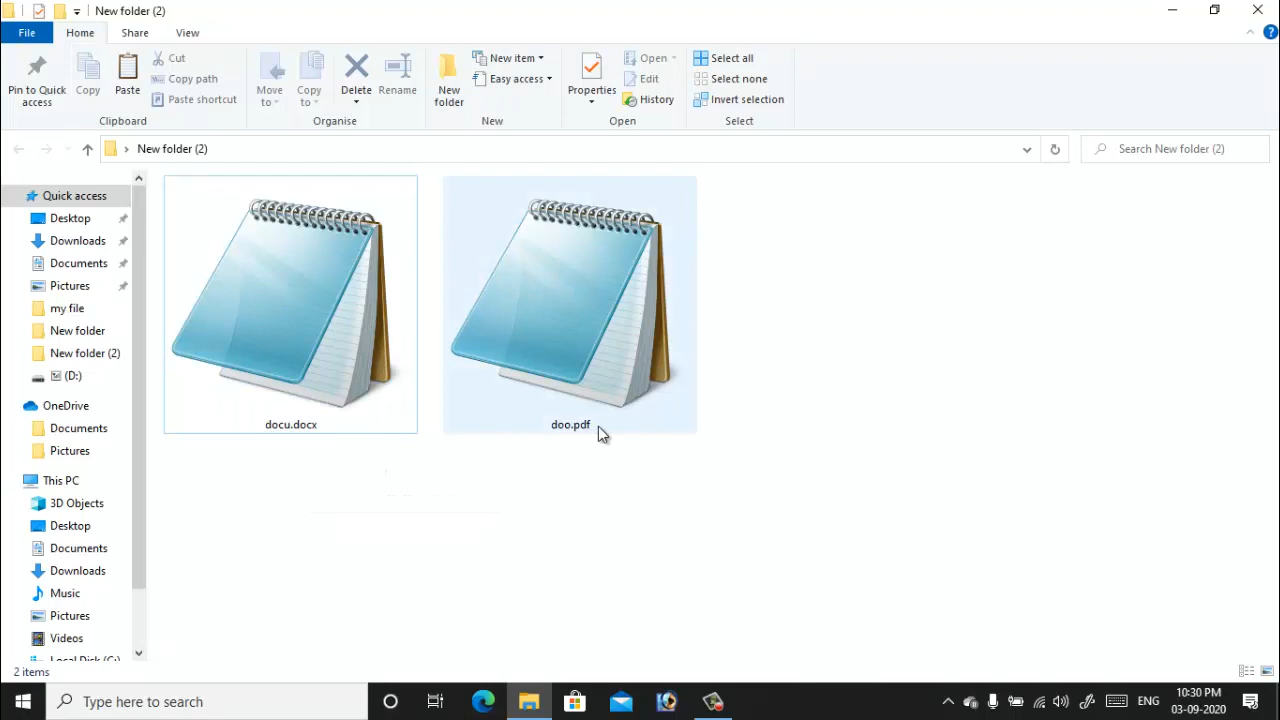 New folder (2)
File Home Share View
Pin to Quick access
Copy
Paste
Cut
Copy path
Paste shortcut
Clipboard
Move to
Copy to
Delete
Rename
Organise
New folder
New item
Easy access
New
Properties
Open
Edit
History
Open
Select all
Select none
Invert selection
Select
New folder (2)
Search New folder (2)
Quick access
Desktop
Downloads
Documents
Pictures
my file
New folder
New folder (2)
(D:)
OneDrive
Documents
Pictures
This PC
3D Objects
Desktop
Documents
Downloads
Music
Pictures
Videos
Local Disk (C:)
docu.docx
doo.pdf
2 items
Type here to search
ENG
10:30 PM
03-09-2020